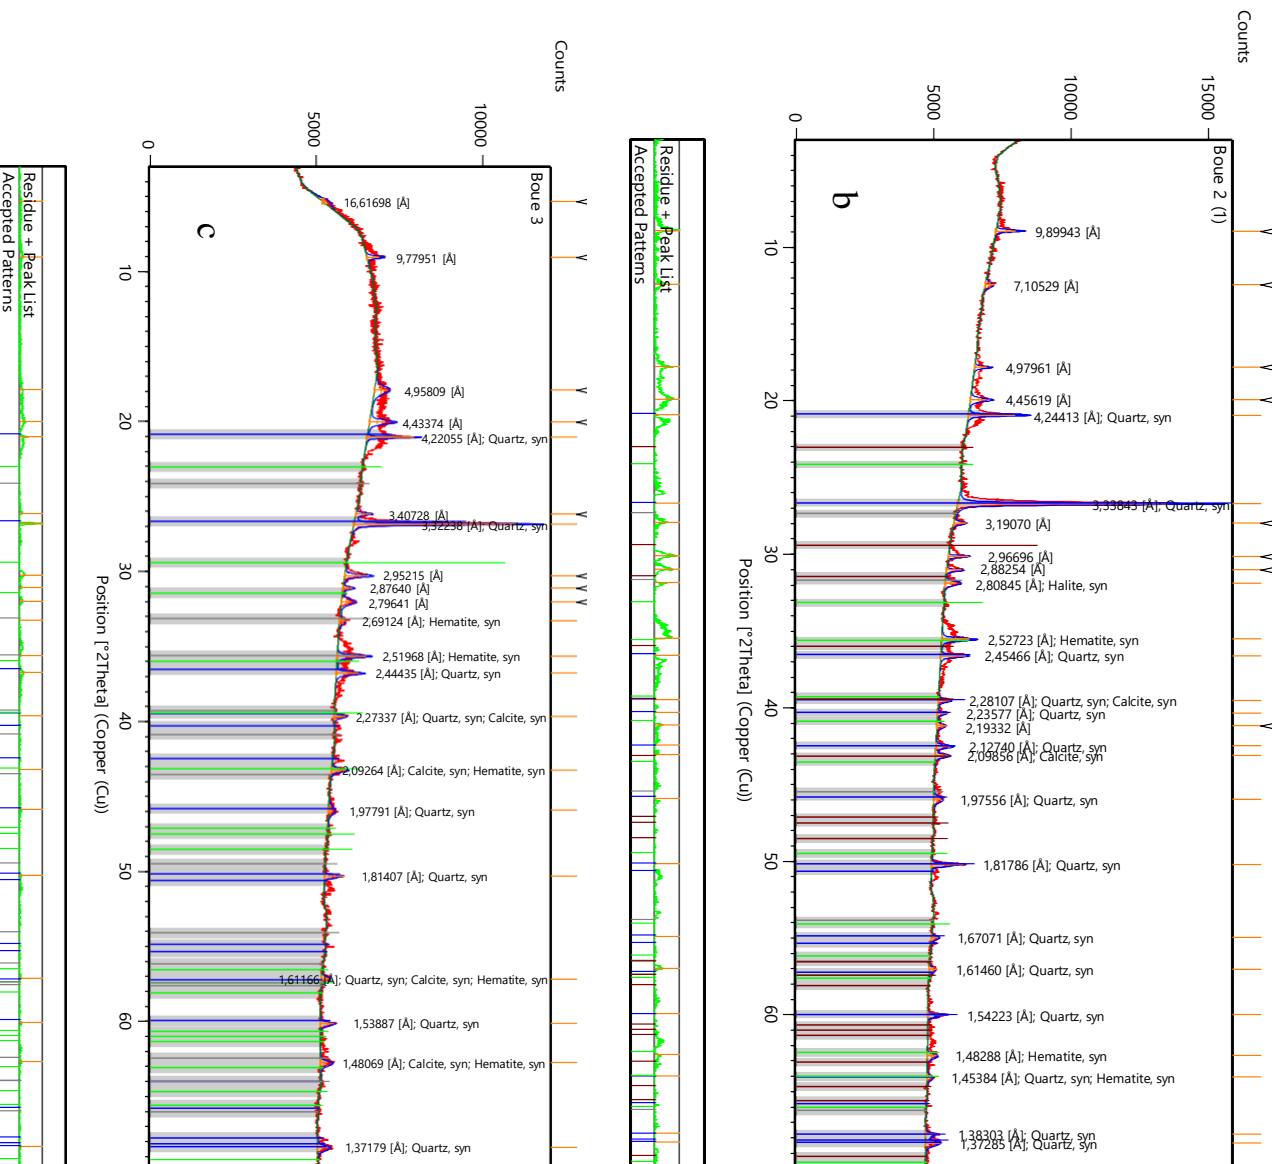 Counts
15000
10000
5000
0
Boue 2 (1)
b
9,89943 [Å]
7,10529 [Å]
4,97961 [Å]
4,45619 [Å]
4,24413 [Å]; Quartz, syn
3,33843 [Å]; Quartz, syn
3,19070 [Å]
2,96696 [Å]
2,88254 [Å]
2,80845 [Å]; Halite, syn
2,52723 [Å]; Hematite, syn
2,45466 [Å]; Quartz, syn
2,28107 [Å]; Quartz, syn; Calcite, syn
2,23577 [Å]; Quartz, syn
2,19332 [Å]
2,12740 [Å]; Quartz, syn
2,09856 [Å]; Calcite, syn
1,97556 [Å]; Quartz, syn
1,81786 [Å]; Quartz, syn
1,67071 [Å]; Quartz, syn
1,61460 [Å]; Quartz, syn
1,54223 [Å]; Quartz, syn
1,48288 [Å]; Hematite, syn
1,45384 [Å]; Quartz, syn; Hematite, syn
1,38303 [Å]; Quartz, syn
1,37285 [Å]; Quartz, syn
10
20
30
40
50
60
Position [°2Theta] (Copper (Cu))
Residue + Peak List
Accepted Patterns
Counts
10000
5000
0
Boue 3
c
16,61698 [Å]
9,77951 [Å]
4,95809 [Å]
4,43374 [Å]
4,22055 [Å]; Quartz, syn
3,40728 [Å]
3,32238 [Å]; Quartz, syn
2,95215 [Å]
2,87640 [Å]
2,79641 [Å]
2,69124 [Å]; Hematite, syn
2,51968 [Å]; Hematite, syn
2,44435 [Å]; Quartz, syn
2,27337 [Å]; Quartz, syn; Calcite, syn
2,09264 [Å]; Calcite, syn; Hematite, syn
1,97791 [Å]; Quartz, syn
1,81407 [Å]; Quartz, syn
1,61166 [Å]; Quartz, syn; Calcite, syn; Hematite, syn
1,53887 [Å]; Quartz, syn
1,48069 [Å]; Calcite, syn; Hematite, syn
1,37179 [Å]; Quartz, syn
10
20
30
40
50
60
Position [°2Theta] (Copper (Cu))
Residue + Peak List
Accepted Patterns